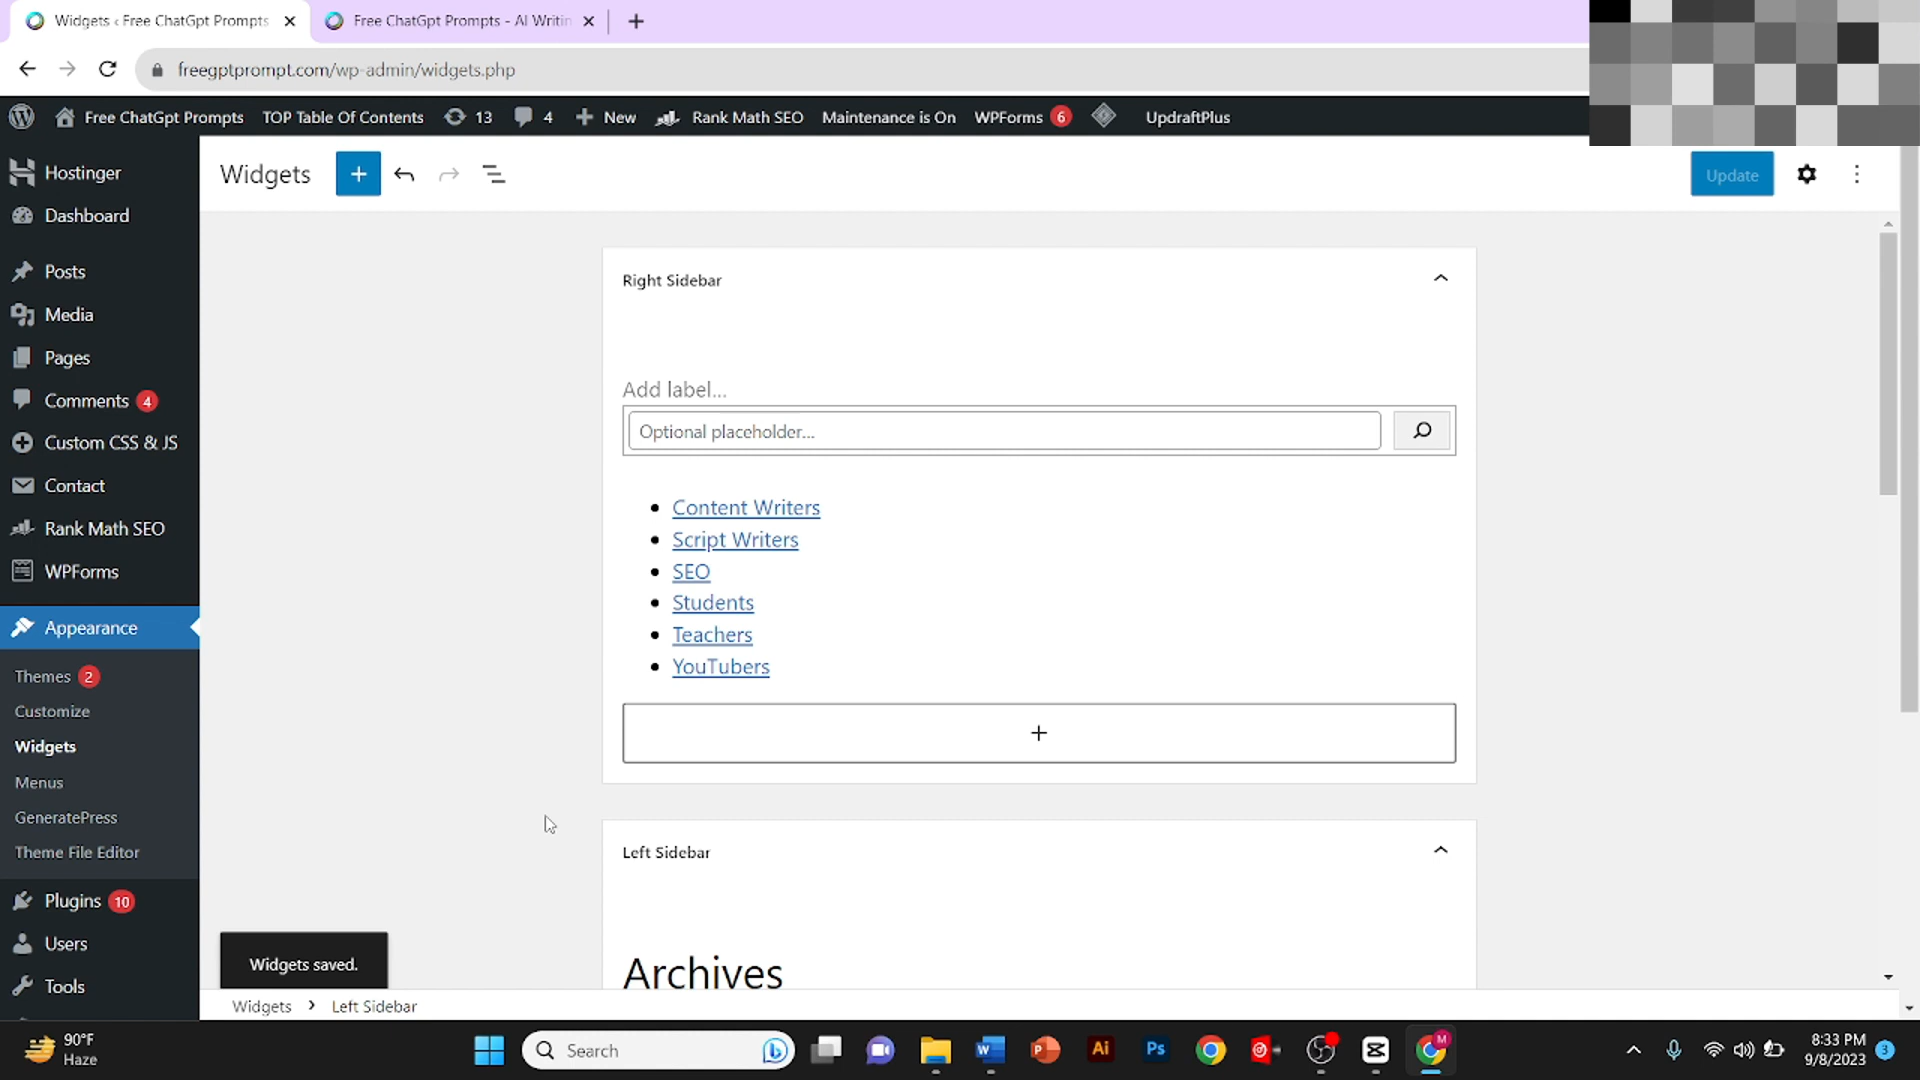 Widgets ‹ Free ChatGpt Prompts
Free ChatGpt Prompts - AI Writin
freegptprompt.com/wp-admin/widgets.php
Free ChatGpt Prompts TOP Table Of Contents 13 4 New Rank Math SEO Maintenance is On WPForms 6 UpdraftPlus
Hostinger
Dashboard
Posts
Media
Pages
Comments 4
Custom CSS & JS
Contact
Rank Math SEO
WPForms
Appearance
Themes 2
Customize
Widgets
Menus
GeneratePress
Theme File Editor
Plugins 10
Users
Tools
Widgets
Update
Right Sidebar
Add label...
Optional placeholder...
Content Writers
Script Writers
SEO
Students
Teachers
YouTubers
Left Sidebar
Archives
Widgets saved.
Widgets > Left Sidebar
90°F
Haze
Search
Ai
Ps
M
8:33 PM
9/8/2023
3